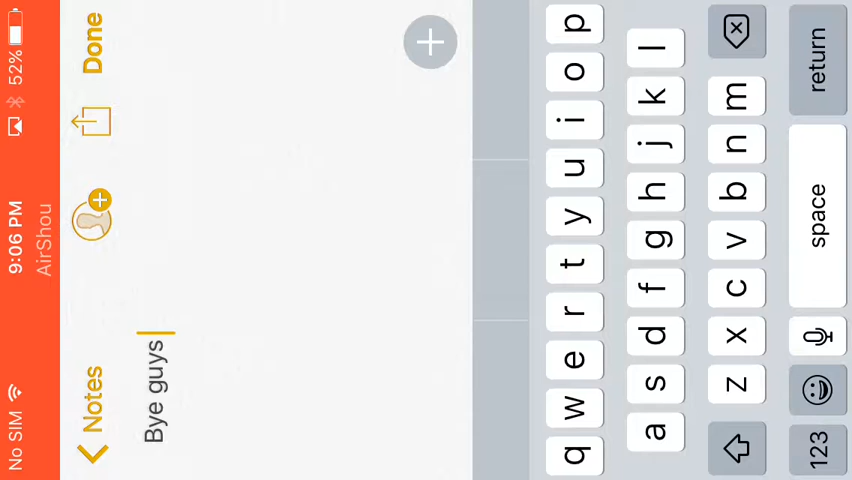 No SIM 9:06 PM 52%
AirShou
Notes Done
Bye guys
q w e r t y u i o p
a s d f g h j k l
z x c v b n m
123 space return